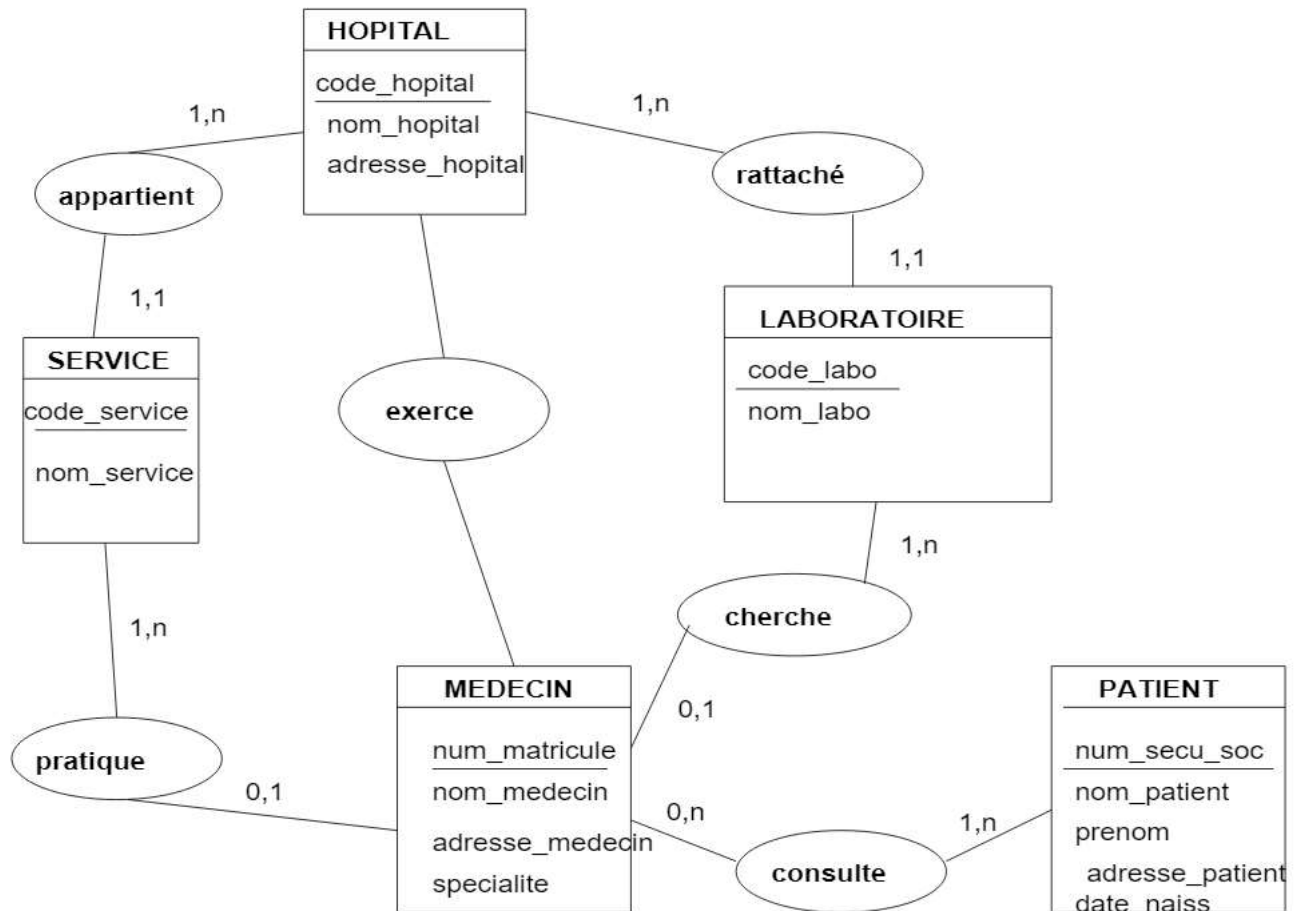 HOPITAL
code_hopital
nom_hopital
adresse_hopital
1,n
1,n
appartient
rattaché
1,1
1,1
SERVICE
code_service
nom_service
exerce
LABORATOIRE
code_labo
nom_labo
1,n
cherche
1,n
0,1
pratique
0,1
MEDECIN
num_matricule
nom_medecin
adresse_medecin
specialite
0,n
consulte
1,n
PATIENT
num_secu_soc
nom_patient
prenom
adresse_patient
date_naiss